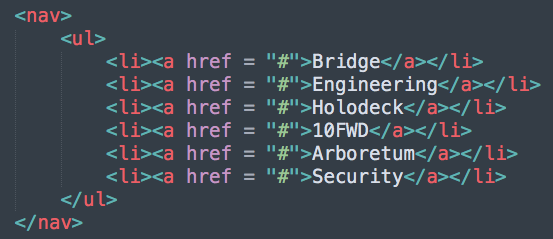 <nav>
    <ul>
        <li><a href = "#">Bridge</a></li>
        <li><a href = "#">Engineering</a></li>
        <li><a href = "#">Holodeck</a></li>
        <li><a href = "#">10FWD</a></li>
        <li><a href = "#">Arboretum</a></li>
        <li><a href = "#">Security</a></li>
    </ul>
</nav>